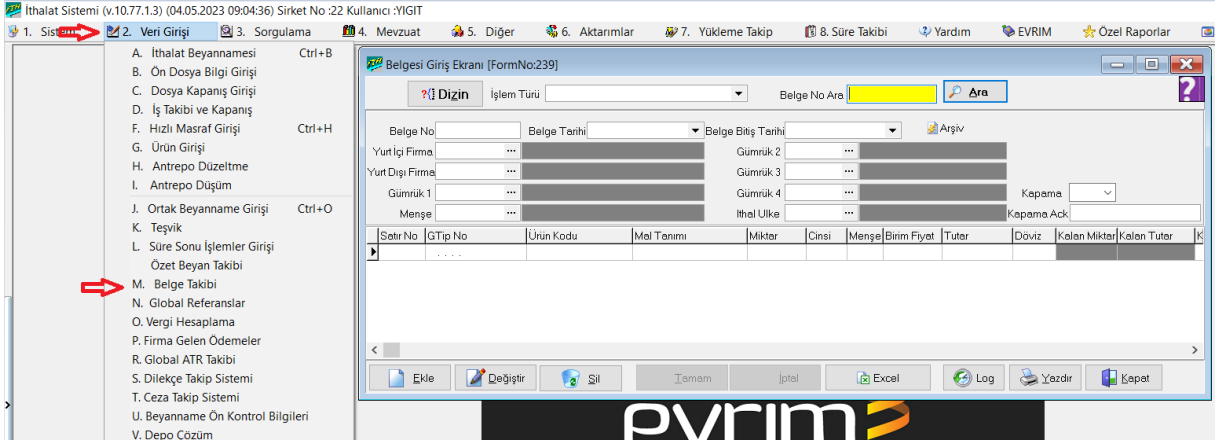 Ithalat Sistemi (v.10.77.1.3) (04.05.2023 09:04:36) Sirket No :22 Kullanıcı :YIGIT
1. Sistem 2. Veri Girişi 3. Sorgulama 4. Mevzuat 5. Diğer 6. Aktarımlar 7. Yükleme Takip 8. Süre Takibi Yardım EVRIM Özel Raporlar
A. İthalat Beyannamesi Ctrl+B
B. Ön Dosya Bilgi Girişi
C. Dosya Kapanış Girişi
D. İş Takibi ve Kapanış
F. Hızlı Masraf Girişi Ctrl+H
G. Ürün Girişi
H. Antrepo Düzeltme
I. Antrepo Düşüm
J. Ortak Beyanname Girişi Ctrl+O
K. Teşvik
L. Süre Sonu İşlemler Girişi
Özet Beyan Takibi
M. Belge Takibi
N. Global Referanslar
O. Vergi Hesaplama
P. Firma Gelen Ödemeler
R. Global ATR Takibi
S. Dilekçe Takip Sistemi
T. Ceza Takip Sistemi
U. Beyanname Ön Kontrol Bilgileri
V. Depo Çözüm
Belgesi Giriş Ekranı [FormNo:239]
Dizin İşlem Türü Belge No Ara Ara
Belge No Belge Tarihi Belge Bitiş Tarihi Arşiv
Yurt İçi Firma Gümrük 2
Yurt Dışı Firma Gümrük 3
Gümrük 1 Gümrük 4 Kapama
Menşe Ithal Ulke Kapama Ack
Satır No GTip No Ürün Kodu Mal Tanımı Miktar Cinsi Menşe Birim Fiyat Tutar Döviz Kalan Miktar Kalan Tutar K
. . . .
Ekle Değiştir Sil Tamam İptal Excel Log Yazdır Kapat
evrim